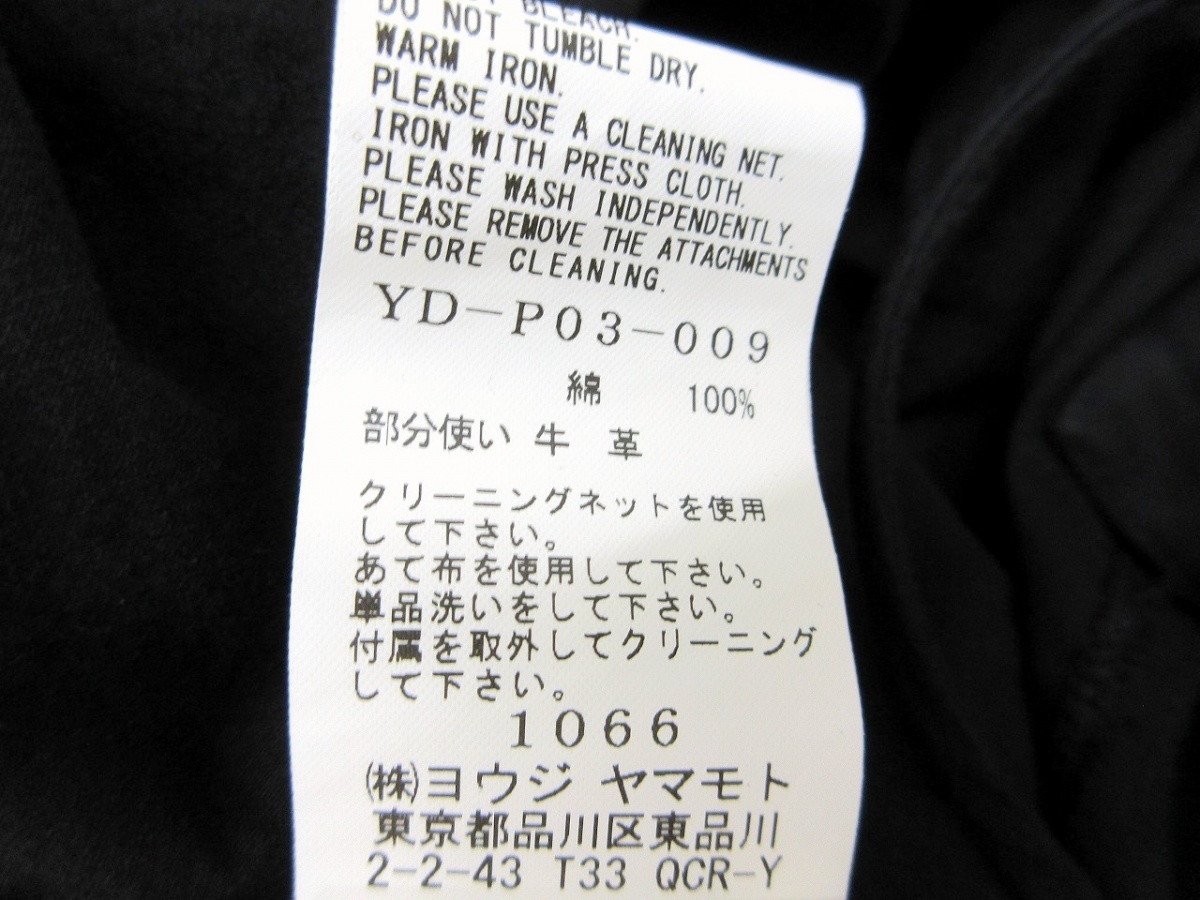 BLEACH.
DO NOT TUMBLE DRY.
WARM IRON.
PLEASE USE A CLEANING NET.
IRON WITH PRESS CLOTH.
PLEASE WASH INDEPENDENTLY.
PLEASE REMOVE THE ATTACHMENTS
BEFORE CLEANING.
YD-P03-009
綿 100%
部分使い 牛 革
クリーニングネットを使用
して下さい。
あて布を使用して下さい。
単品洗いをして下さい。
付属を取外してクリーニング
して下さい。
1066
㈱ヨウジ ヤマモト
東京都品川区東品川
2-2-43 T33 QCR-Y